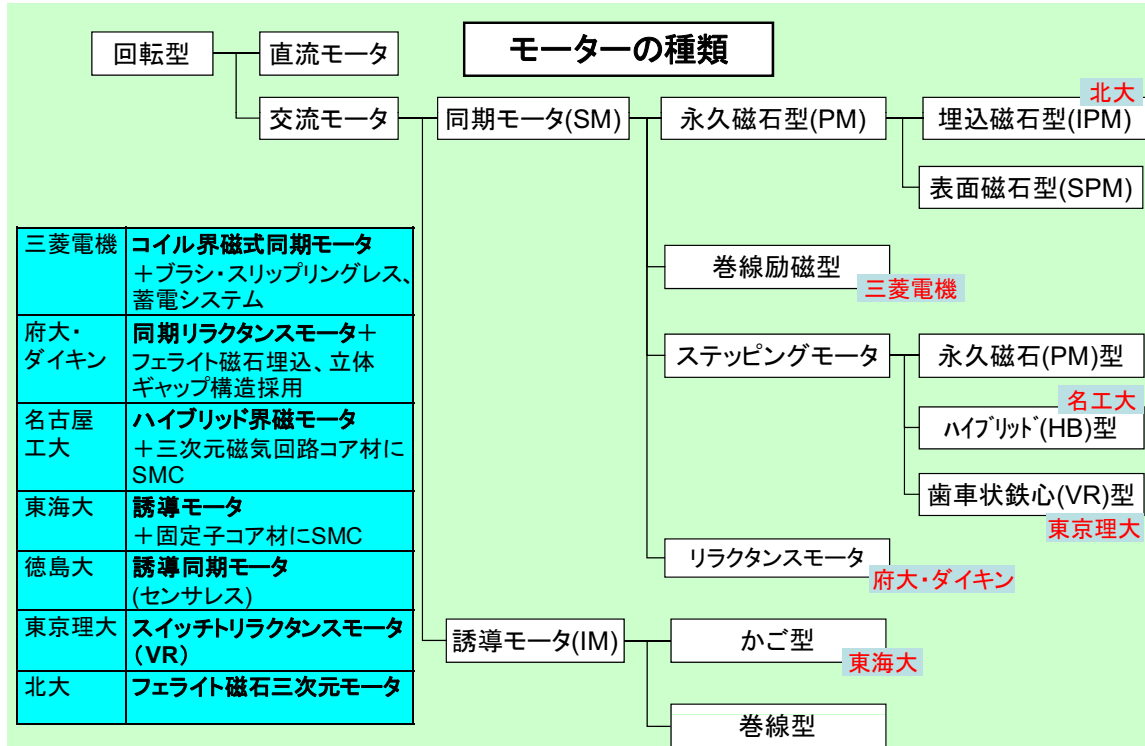 モーターの種類
回転型
直流モータ
交流モータ
同期モータ(SM)
永久磁石型(PM)
北大
埋込磁石型(IPM)
表面磁石型(SPM)
巻線励磁型
三菱電機
ステッピングモータ
永久磁石(PM)型
名工大
ﾊｲﾌﾞﾘｯﾄﾞ(HB)型
歯車状鉄心(VR)型
東京理大
リラクタンスモータ
府大・ダイキン
誘導モータ(IM)
かご型
東海大
巻線型
三菱電機
コイル界磁式同期モータ
＋ブラシ・スリップリングレス、
蓄電システム
府大・
ダイキン
同期リラクタンスモータ＋
フェライト磁石埋込、立体
ギャップ構造採用
名古屋
工大
ハイブリッド界磁モータ
＋三次元磁気回路コア材に
SMC
東海大
誘導モータ
＋固定子コア材にSMC
徳島大
誘導同期モータ
(センサレス)
東京理大
スイッチトリラクタンスモータ
（VR）
北大
フェライト磁石三次元モータ